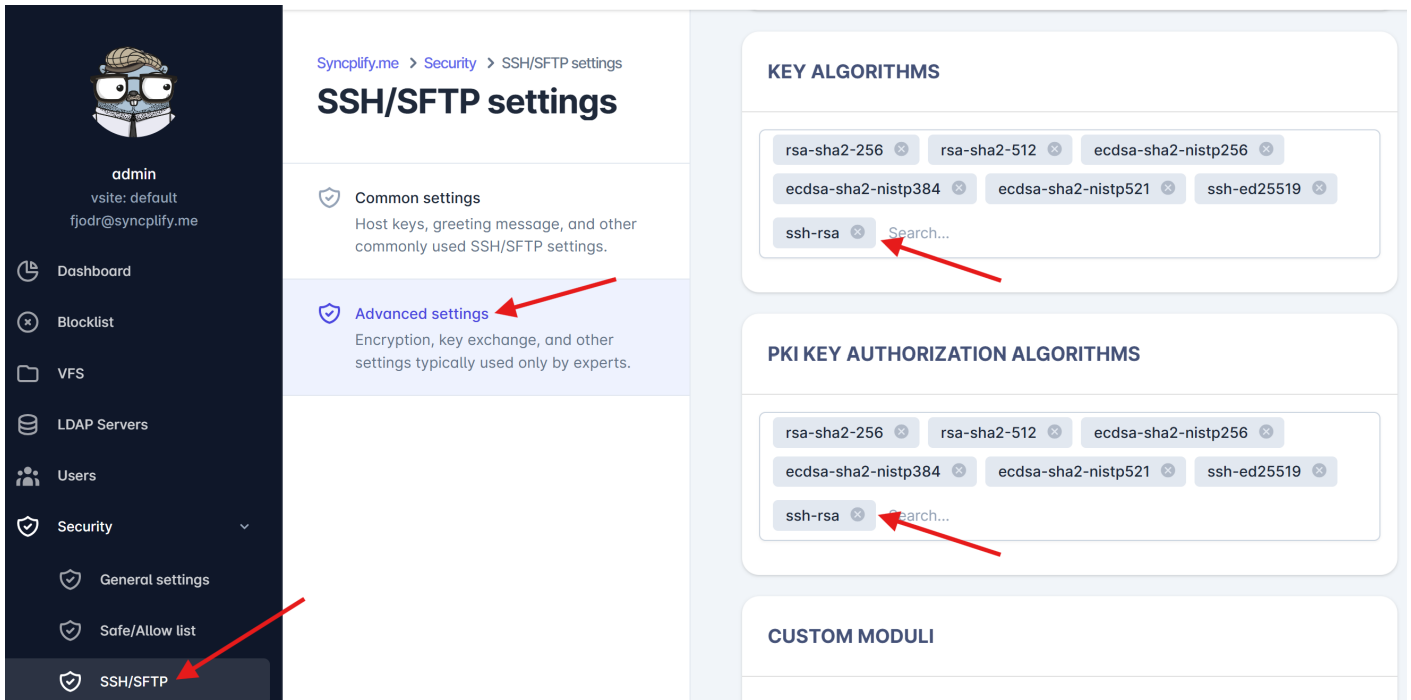 admin
vsite: default
fjodr@syncplify.me
Dashboard
Blocklist
VFS
LDAP Servers
Users
Security
General settings
Safe/Allow list
SSH/SFTP
Syncplify.me > Security > SSH/SFTP settings
SSH/SFTP settings
Common settings
Host keys, greeting message, and other
commonly used SSH/SFTP settings.
Advanced settings
Encryption, key exchange, and other
settings typically used only by experts.
KEY ALGORITHMS
rsa-sha2-256 rsa-sha2-512 ecdsa-sha2-nistp256
ecdsa-sha2-nistp384 ecdsa-sha2-nistp521 ssh-ed25519
ssh-rsa Search...
PKI KEY AUTHORIZATION ALGORITHMS
rsa-sha2-256 rsa-sha2-512 ecdsa-sha2-nistp256
ecdsa-sha2-nistp384 ecdsa-sha2-nistp521 ssh-ed25519
ssh-rsa Search...
CUSTOM MODULI